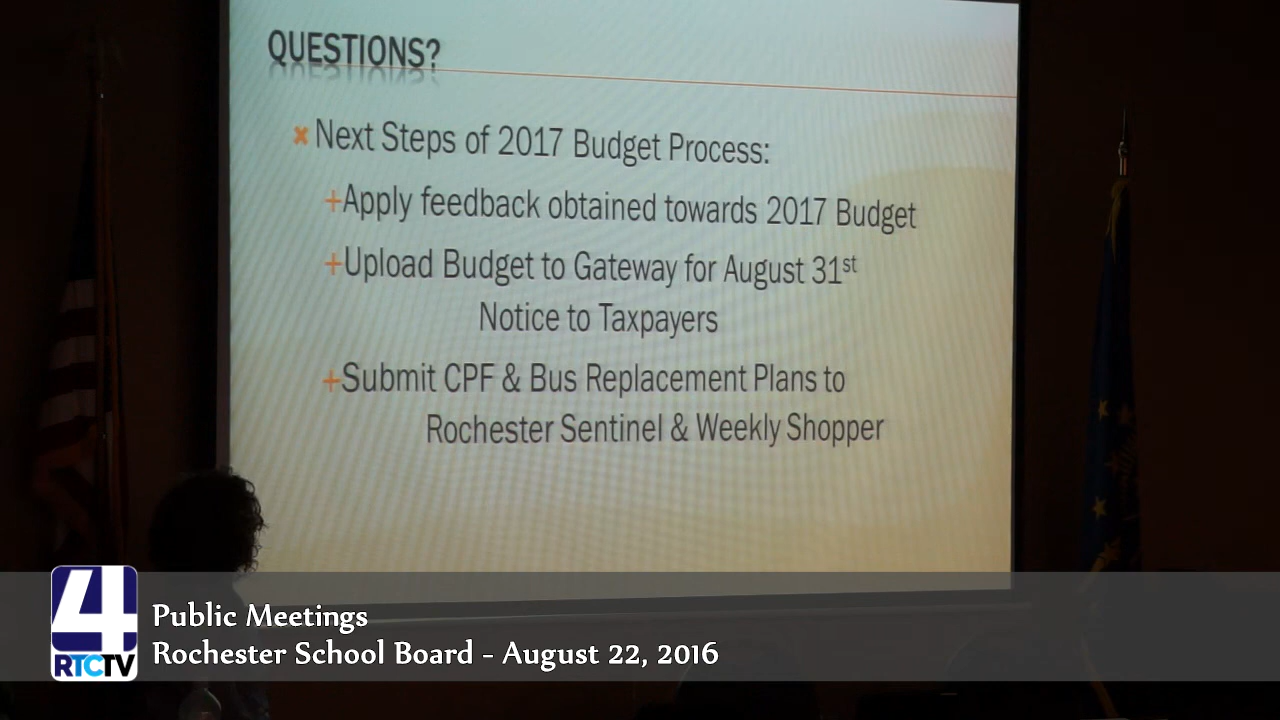 QUESTIONS?
Next Steps of 2017 Budget Process:
Apply feedback obtained towards 2017 Budget
Upload Budget to Gateway for August 31st
Notice to Taxpayers
Submit CPF & Bus Replacement Plans to
Rochester Sentinel & Weekly Shopper
4
RTCTV
Public Meetings
Rochester School Board - August 22, 2016